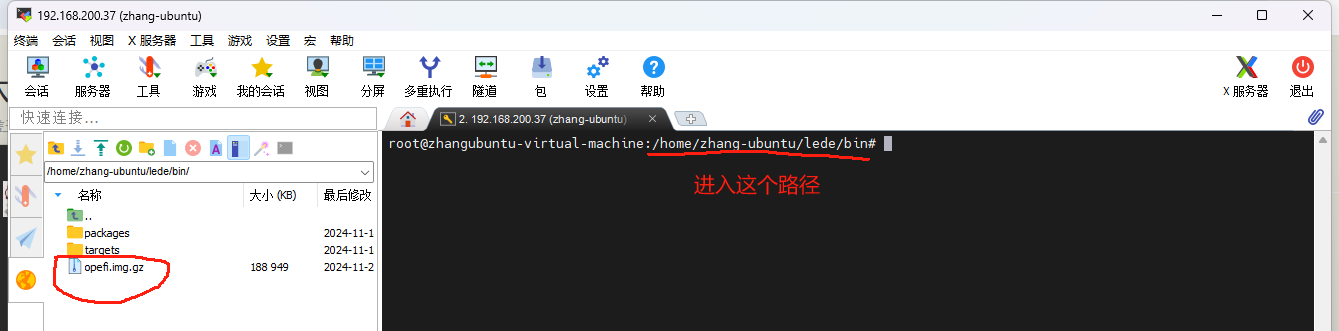 192.168.200.37 (zhang-ubuntu)
终端 会话 视图 X 服务器 工具 游戏 设置 宏 帮助
会话 服务器 工具 游戏 我的会话 视图 分屏 多重执行 隧道 包 设置 帮助 X 服务器 退出
快速连接...
2. 192.168.200.37 (zhang-ubuntu)
/home/zhang-ubuntu/lede/bin/
名称 大小 (KB) 最后修改
..
packages 2024-11-1
targets 2024-11-1
opefi.img.gz 188 949 2024-11-2
root@zhangubuntu-virtual-machine:/home/zhang-ubuntu/lede/bin#
进入这个路径